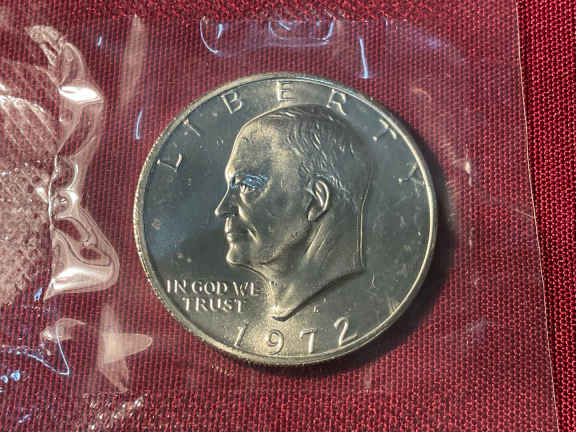 LIBERTY
IN GOD WE
TRUST
1972